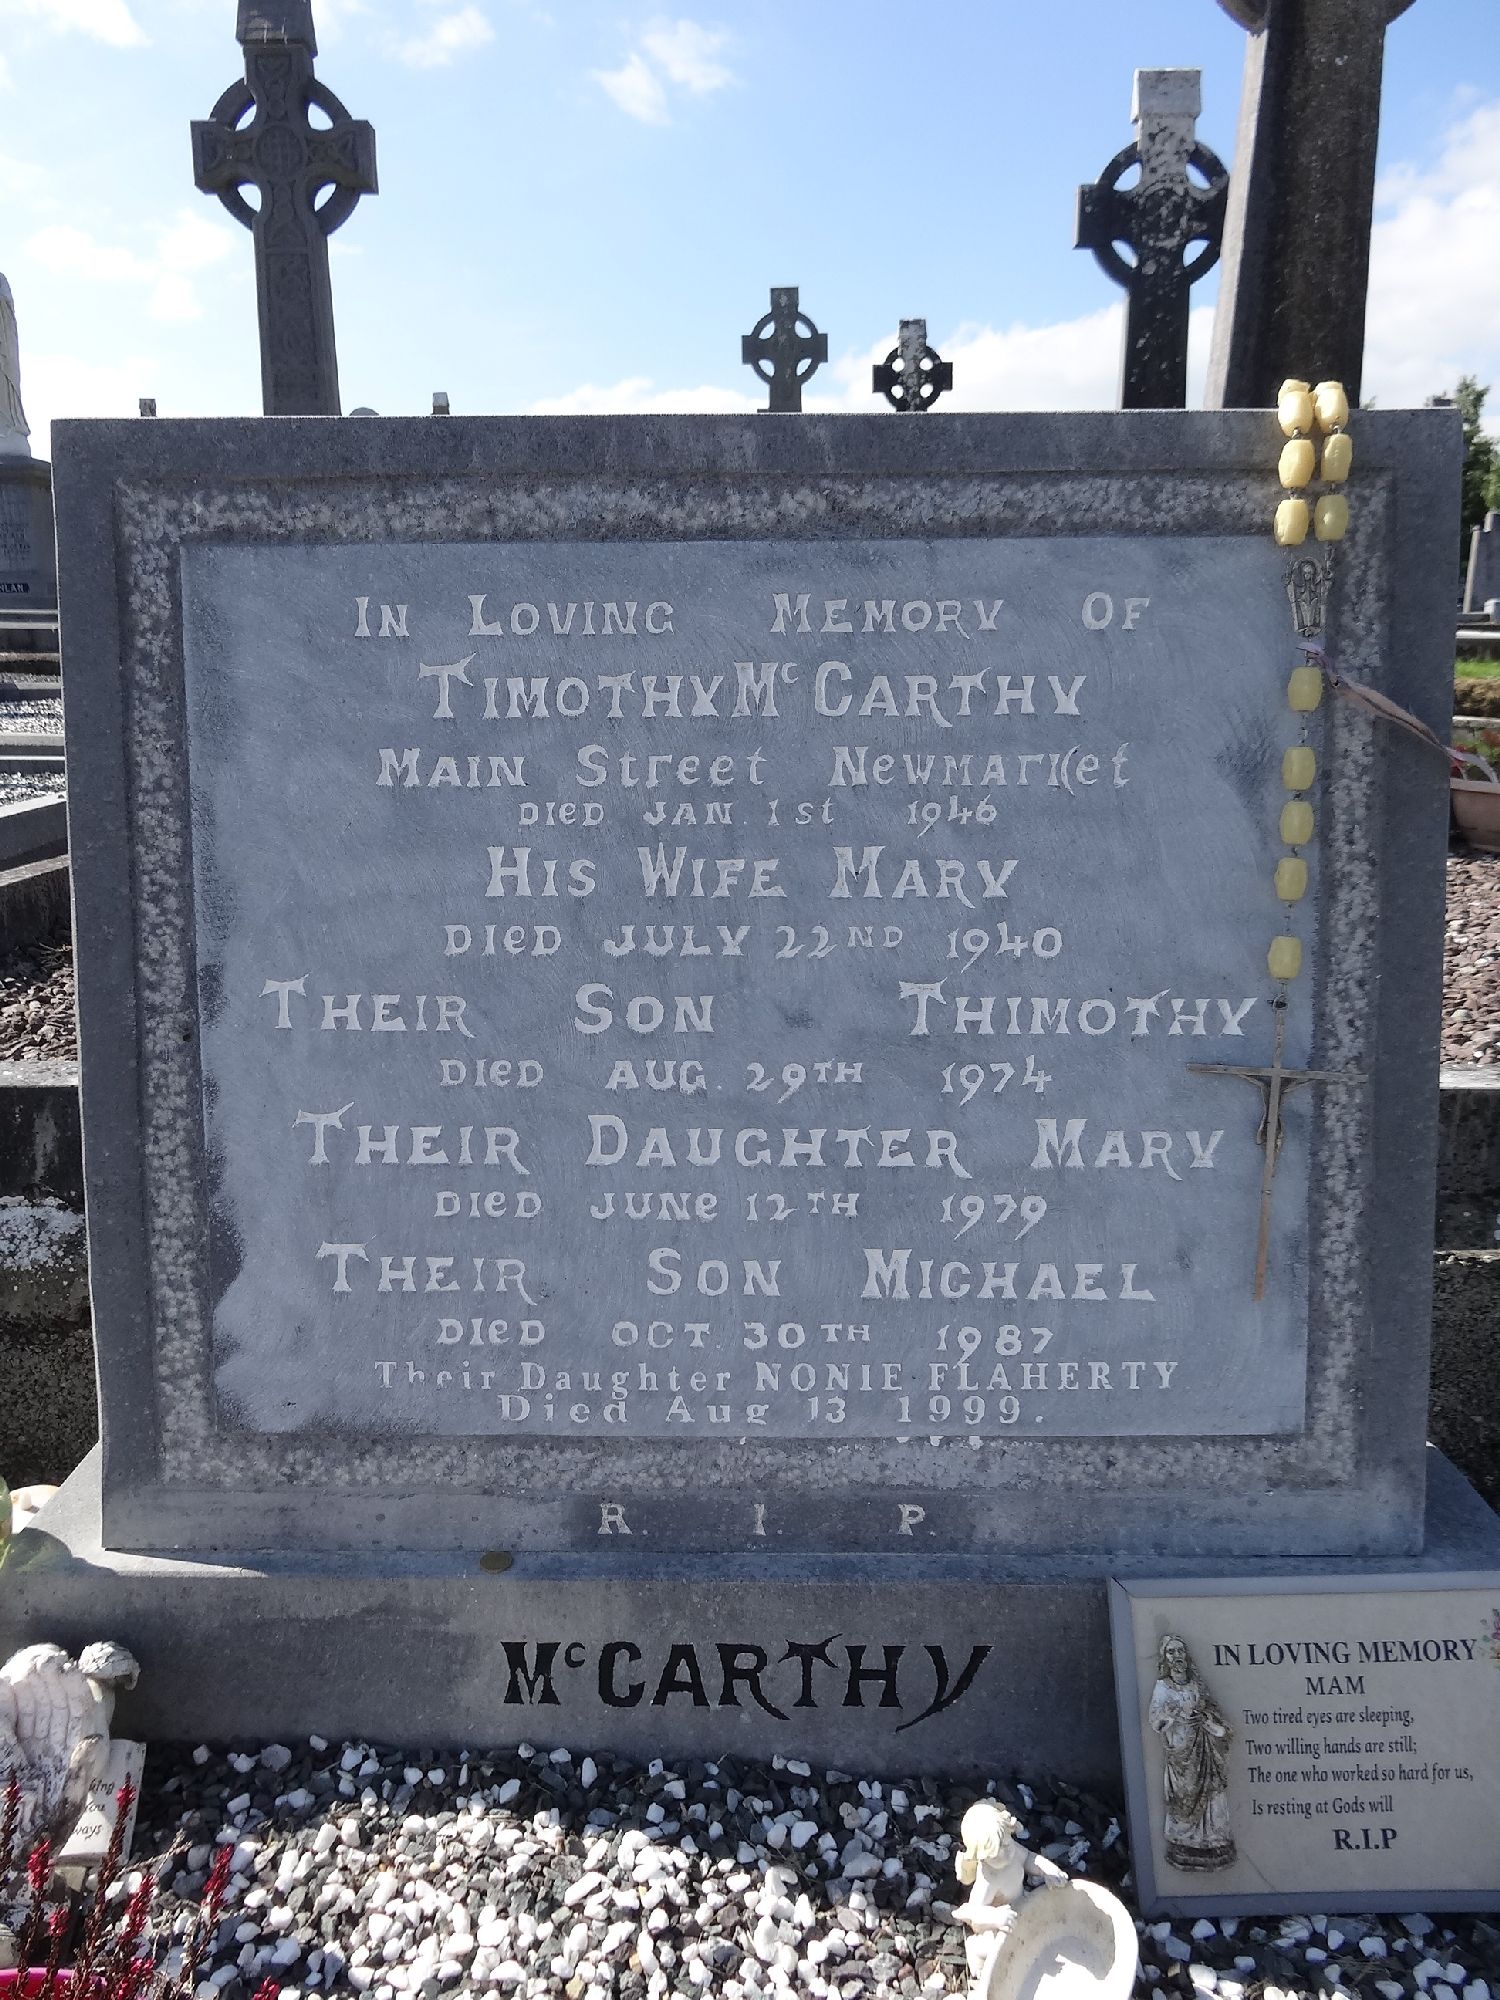 IN LOVING MEMORY OF
TIMOTHY Mc CARTHY
MAIN Street NewMArket
DIED JAN. 1st 1946
HIS WIFE MARY
DIED JULY 22ND 1940
THEIR SON THIMOTHY
DIED AUG. 29TH 1974
THEIR DAUGHTER MARY
DIED JUNE 12TH 1979
THEIR SON MICHAEL
DIED OCT. 30TH 1987
Their Daughter NONIE FLAHERTY
Died Aug 13 1999.
R. I. P.
McCARTHY
IN LOVING MEMORY
MAM
Two tired eyes are sleeping,
Two willing hands are still;
The one who worked so hard for us,
Is resting at Gods will
R.I.P